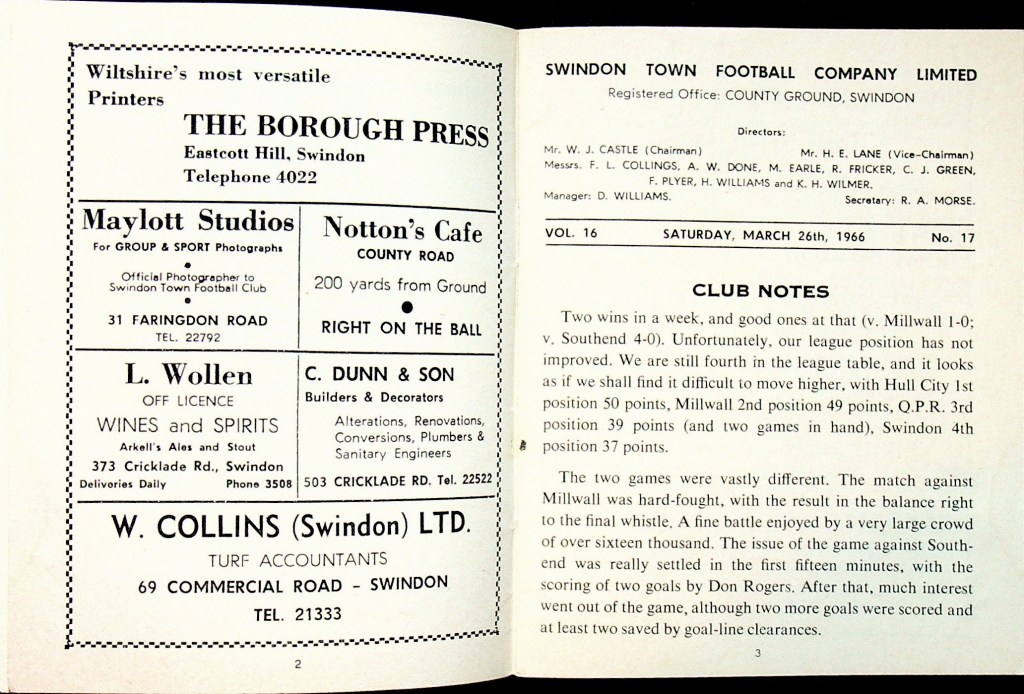 Wiltshire's most versatile
Printers
THE BOROUGH PRESS
Eastcott Hill, Swindon
Telephone 4022
Maylott Studios
For GROUP & SPORT Photographs
Official Photographer to
Swindon Town Football Club
31 FARINGDON ROAD
TEL. 22792
Notton's Cafe
COUNTY ROAD
200 yards from Ground
RIGHT ON THE BALL
L. Wollen
OFF LICENCE
WINES and SPIRITS
Arkell's Ales and Stout
373 Cricklade Rd., Swindon
Deliveries Daily Phone 3508
C. DUNN & SON
Builders & Decorators
Alterations, Renovations,
Conversions, Plumbers &
Sanitary Engineers
503 CRICKLADE RD. Tel. 22522
W. COLLINS (Swindon) LTD.
TURF ACCOUNTANTS
69 COMMERCIAL ROAD – SWINDON
TEL. 21333
2
SWINDON TOWN FOOTBALL COMPANY LIMITED
Registered Office: COUNTY GROUND, SWINDON
Directors:
Mr. W. J. CASTLE (Chairman) Mr. H. E. LANE (Vice-Chairman)
Messrs. F. L. COLLINGS, A. W. DONE, M. EARLE, R. FRICKER, C. J. GREEN,
F. PLYER, H. WILLIAMS and K. H. WILMER.
Manager: D. WILLIAMS. Secretary: R. A. MORSE.
VOL. 16 SATURDAY, MARCH 26th, 1966 No. 17
CLUB NOTES
Two wins in a week, and good ones at that (v. Millwall 1-0;
v. Southend 4-0). Unfortunately, our league position has not
improved. We are still fourth in the league table, and it looks
as if we shall find it difficult to move higher, with Hull City 1st
position 50 points, Millwall 2nd position 49 points, Q.P.R. 3rd
position 39 points (and two games in hand), Swindon 4th
position 37 points.
The two games were vastly different. The match against
Millwall was hard-fought, with the result in the balance right
to the final whistle. A fine battle enjoyed by a very large crowd
of over sixteen thousand. The issue of the game against South-
end was really settled in the first fifteen minutes, with the
scoring of two goals by Don Rogers. After that, much interest
went out of the game, although two more goals were scored and
at least two saved by goal-line clearances.
3